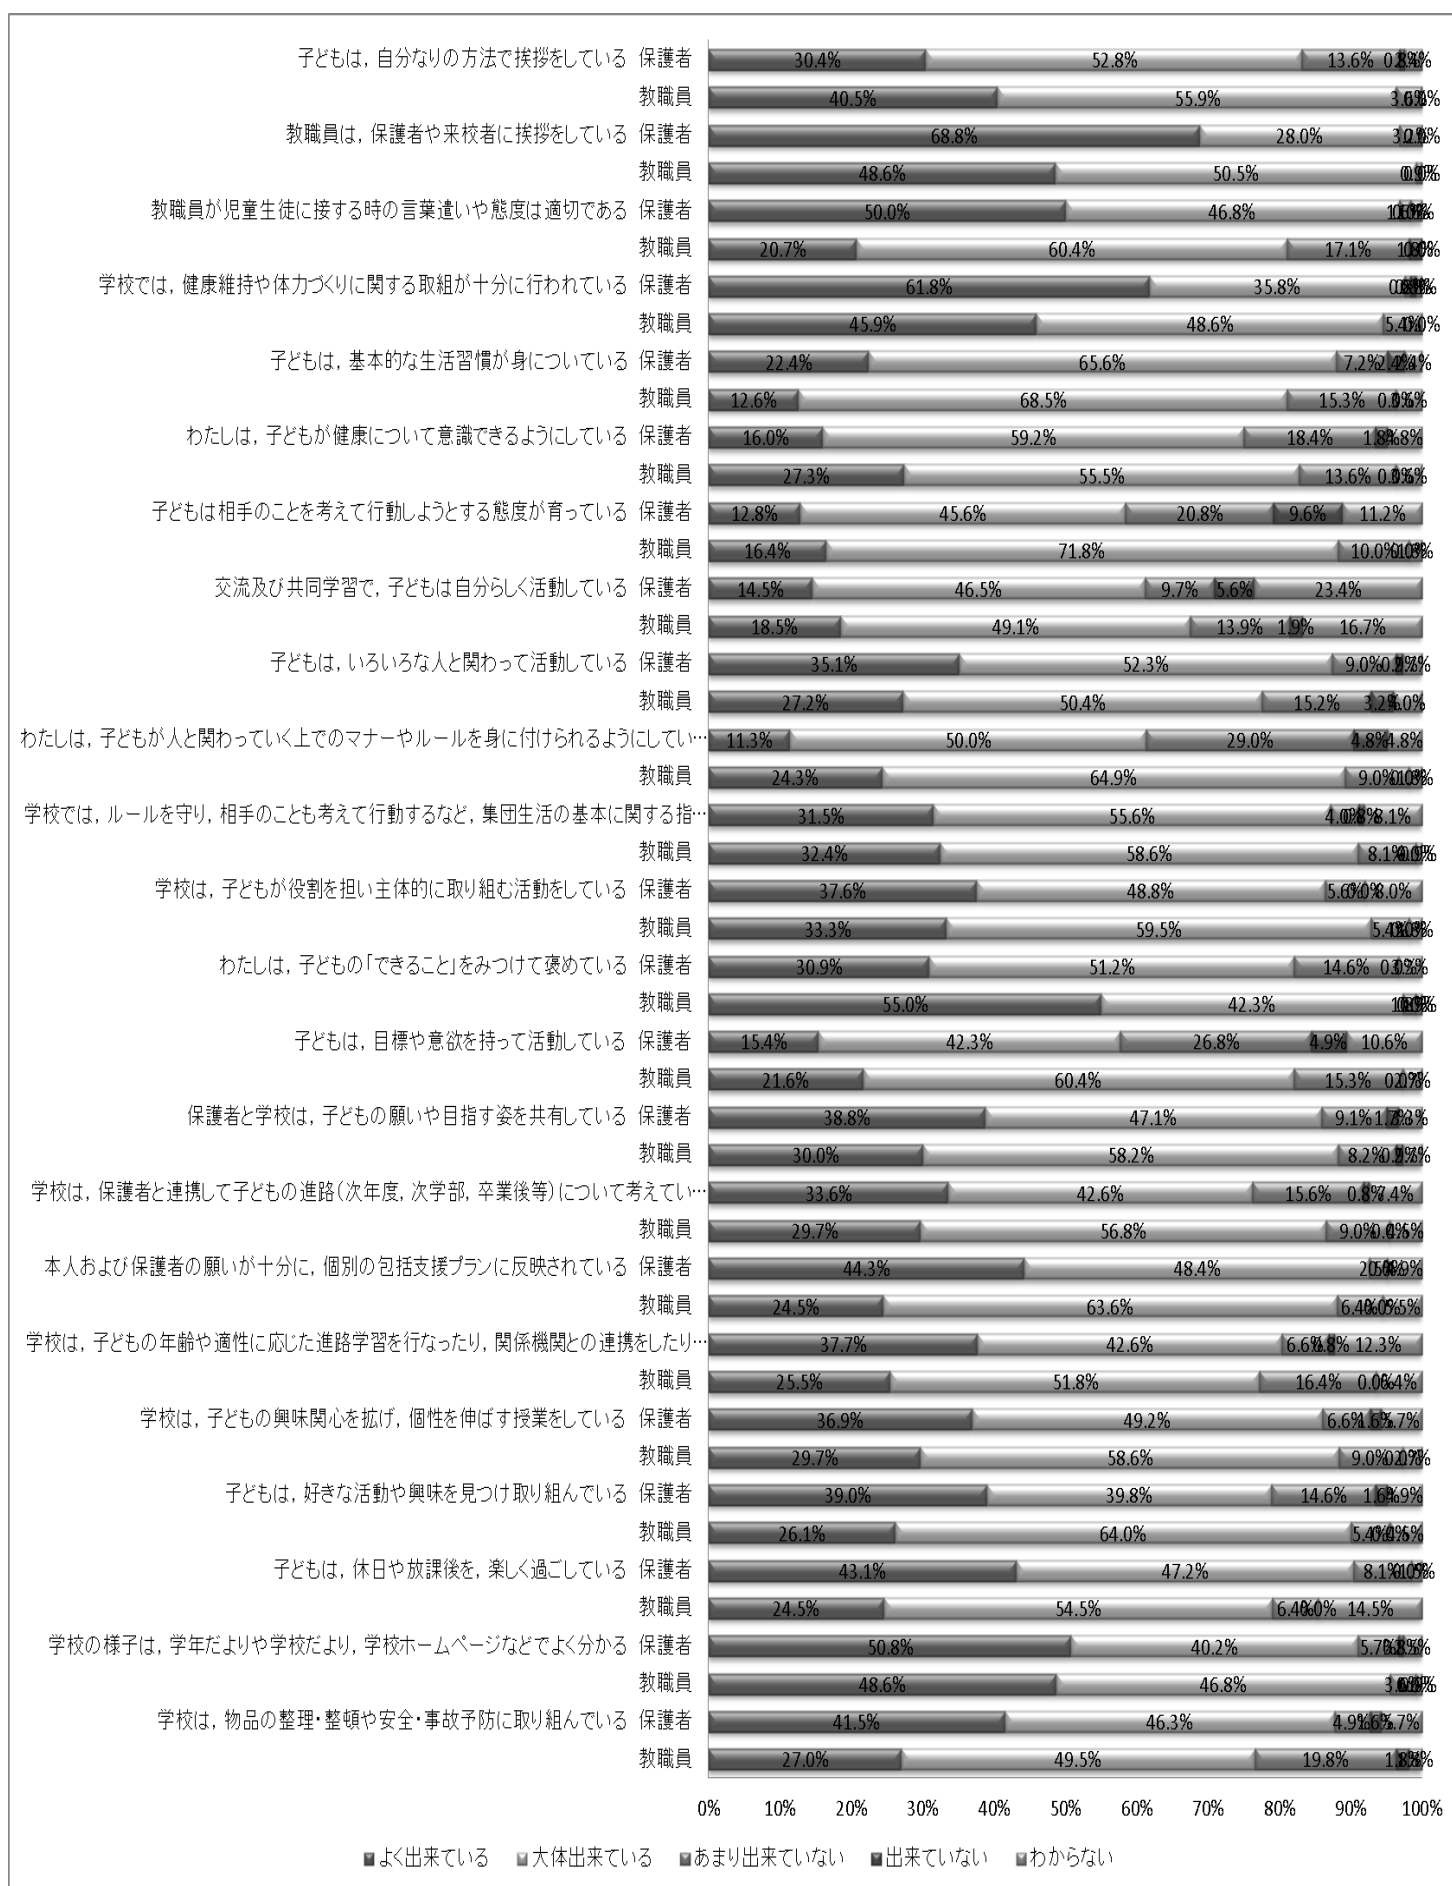 子どもは，自分なりの方法で挨拶をしている 保護者 30.4% 52.8% 13.6%
教職員 40.5% 55.9%
教職員は，保護者や来校者に挨拶をしている 保護者 68.8% 28.0%
教職員 48.6% 50.5%
教職員が児童生徒に接する時の言葉遣いや態度は適切である 保護者 50.0% 46.8%
教職員 20.7% 60.4% 17.1%
学校では，健康維持や体力づくりに関する取組が十分に行われている 保護者 61.8% 35.8%
教職員 45.9% 48.6% 5.4%
子どもは，基本的な生活習慣が身についている 保護者 22.4% 65.6% 7.2%
教職員 12.6% 68.5% 15.3%
わたしは，子どもが健康について意識できるようにしている 保護者 16.0% 59.2% 18.4%
教職員 27.3% 55.5% 13.6%
子どもは相手のことを考えて行動しようとする態度が育っている 保護者 12.8% 45.6% 20.8% 9.6% 11.2%
教職員 16.4% 71.8% 10.0%
交流及び共同学習で，子どもは自分らしく活動している 保護者 14.5% 46.5% 9.7% 5.6% 23.4%
教職員 18.5% 49.1% 13.9% 1.9% 16.7%
子どもは，いろいろな人と関わって活動している 保護者 35.1% 52.3% 9.0%
教職員 27.2% 50.4% 15.2% 3.2% 4.0%
わたしは，子どもが人と関わっていく上でのマナーやルールを身に付けられるようにしてい… 11.3% 50.0% 29.0% 4.8% 4.8%
教職員 24.3% 64.9% 9.0%
学校では，ルールを守り，相手のことも考えて行動するなど，集団生活の基本に関する指… 31.5% 55.6% 4.0% 0.8% 8.1%
教職員 32.4% 58.6% 8.1%
学校は，子どもが役割を担い主体的に取り組む活動をしている 保護者 37.6% 48.8% 5.6% 0.0% 8.0%
教職員 33.3% 59.5% 5.4%
わたしは，子どもの「できること」をみつけて褒めている 保護者 30.9% 51.2% 14.6%
教職員 55.0% 42.3%
子どもは，目標や意欲を持って活動している 保護者 15.4% 42.3% 26.8% 4.9% 10.6%
教職員 21.6% 60.4% 15.3%
保護者と学校は，子どもの願いや目指す姿を共有している 保護者 38.8% 47.1% 9.1%
教職員 30.0% 58.2% 8.2%
学校は，保護者と連携して子どもの進路（次年度，次学部，卒業後等）について考えてい… 33.6% 42.6% 15.6% 0.8% 7.4%
教職員 29.7% 56.8% 9.0%
本人および保護者の願いが十分に，個別の包括支援プランに反映されている 保護者 44.3% 48.4%
教職員 24.5% 63.6% 6.4% 0.0% 5.5%
学校は，子どもの年齢や適性に応じた進路学習を行なったり，関係機関との連携をしたり… 37.7% 42.6% 6.6% 0.8% 12.3%
教職員 25.5% 51.8% 16.4%
学校は，子どもの興味関心を拡げ，個性を伸ばす授業をしている 保護者 36.9% 49.2% 6.6%
教職員 29.7% 58.6% 9.0%
子どもは，好きな活動や興味を見つけ取り組んでいる 保護者 39.0% 39.8% 14.6% 1.6% 4.9%
教職員 26.1% 64.0% 5.4%
子どもは，休日や放課後を，楽しく過ごしている 保護者 43.1% 47.2% 8.1%
教職員 24.5% 54.5% 6.4% 0.0% 14.5%
学校の様子は，学年だよりや学校だより，学校ホームページなどでよく分かる 保護者 50.8% 40.2% 5.7%
教職員 48.6% 46.8%
学校は，物品の整理・整頓や安全・事故予防に取り組んでいる 保護者 41.5% 46.3% 4.9%
教職員 27.0% 49.5% 19.8%
0% 10% 20% 30% 40% 50% 60% 70% 80% 90% 100%
よく出来ている 大体出来ている あまり出来ていない 出来ていない わからない